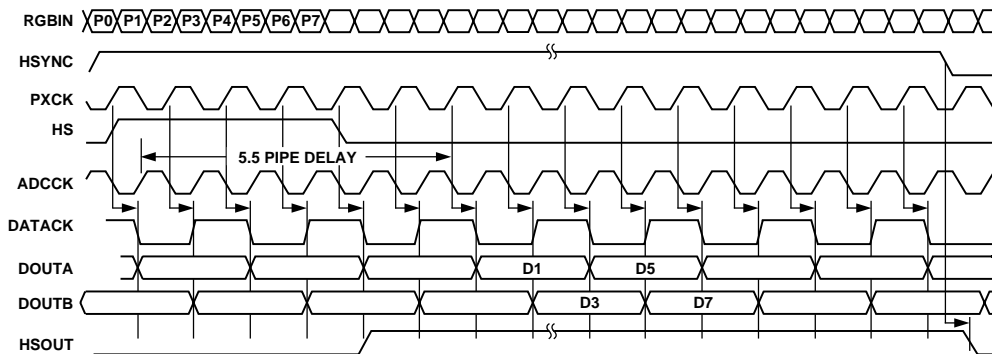 RGBIN P0 P1 P2 P3 P4 P5 P6 P7
HSYNC
PXCK
HS
5.5 PIPE DELAY
ADCCK
DATACK
DOUTA D1 D5
DOUTB D3 D7
HSOUT